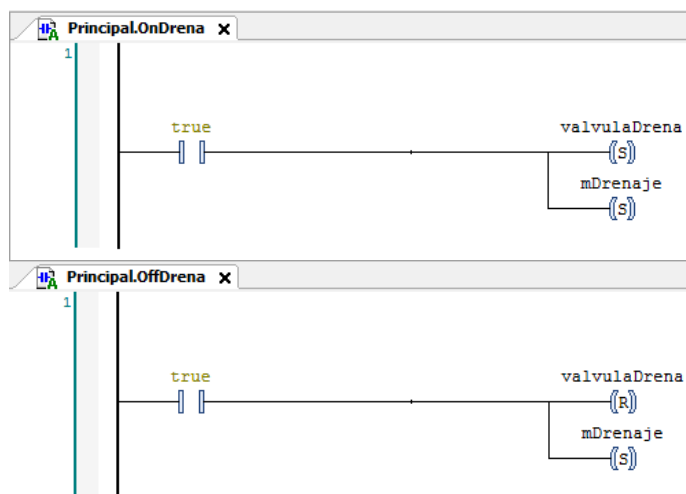 Principal.OnDrena
1
true
valvulaDrena
S
mDrenaje
S
Principal.OffDrena
1
true
valvulaDrena
R
mDrenaje
S